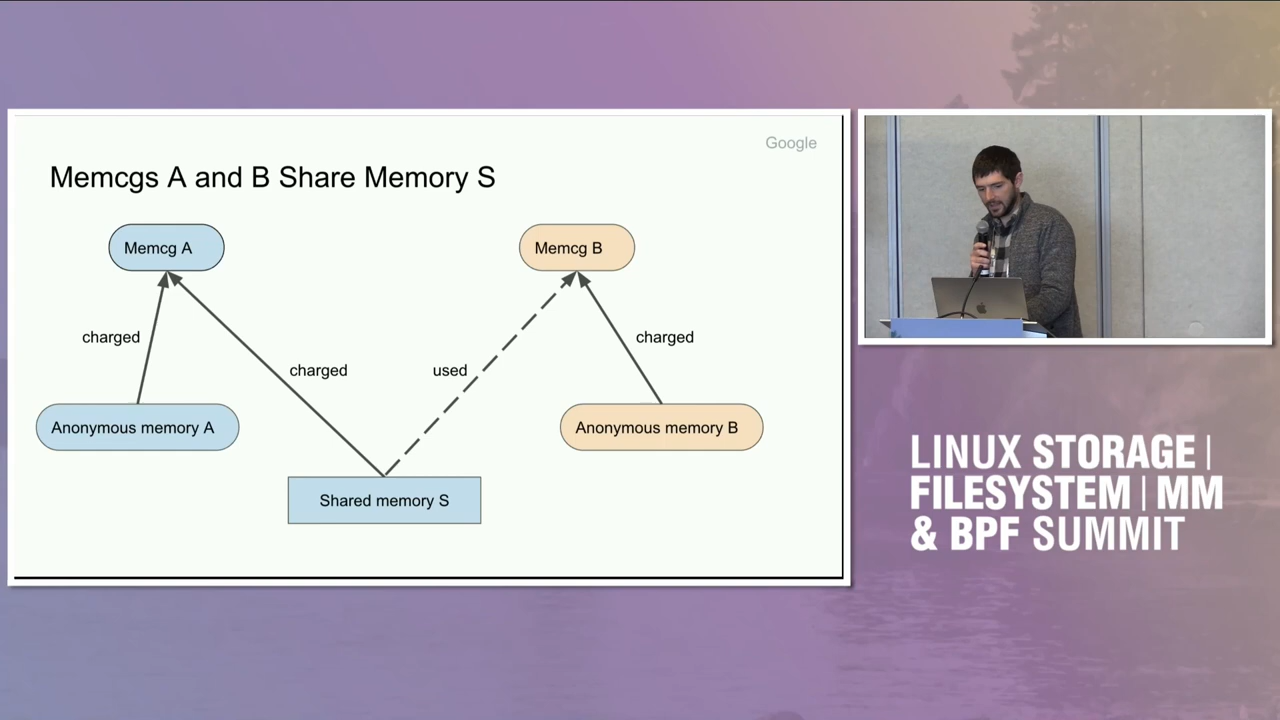 Google
Memcgs A and B Share Memory S
Memcg A
Memcg B
charged
charged
charged
used
Anonymous memory A
Anonymous memory B
Shared memory S
LINUX STORAGE |
FILESYSTEM | MM
& BPF SUMMIT